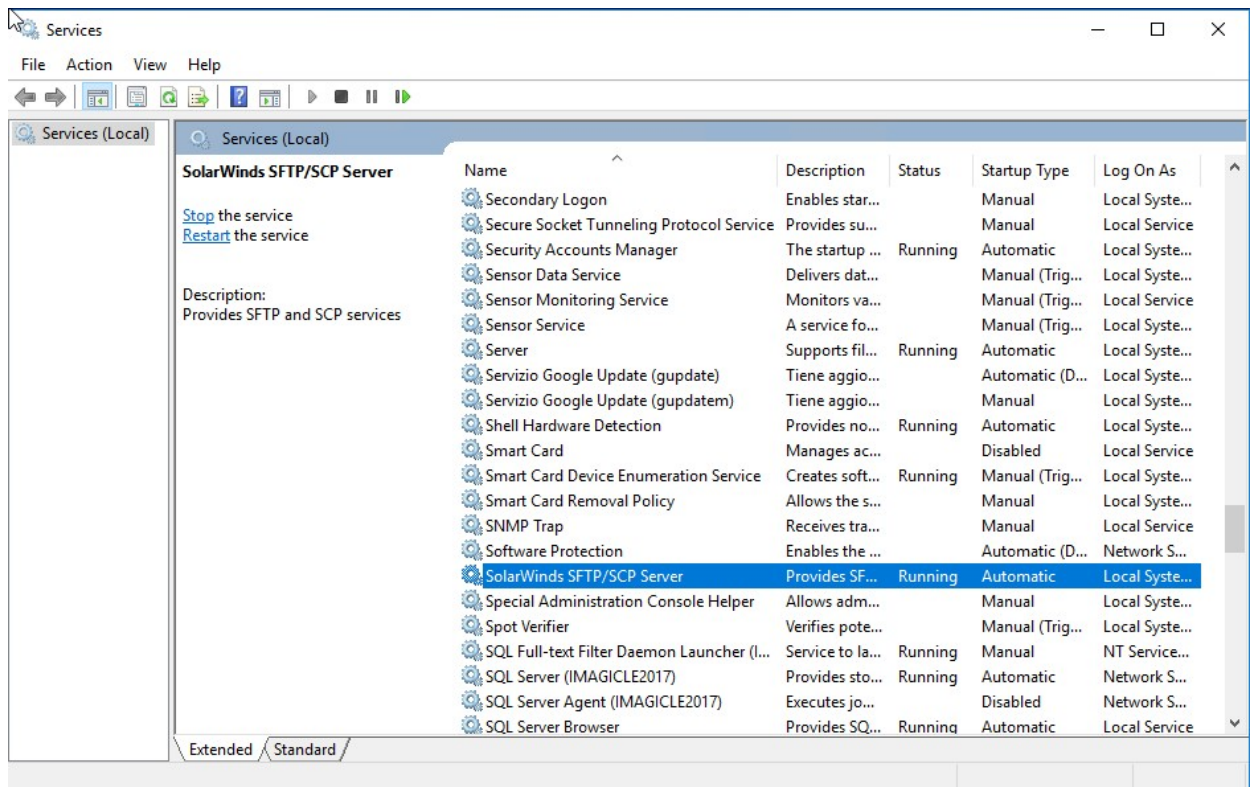 Services
File Action View Help
Services (Local)
Services (Local)
SolarWinds SFTP/SCP Server
Stop the service
Restart the service
Description:
Provides SFTP and SCP services
Name Description Status Startup Type Log On As
Secondary Logon Enables star... Manual Local Syste...
Secure Socket Tunneling Protocol Service Provides su... Manual Local Service
Security Accounts Manager The startup ... Running Automatic Local Syste...
Sensor Data Service Delivers dat... Manual (Trig... Local Syste...
Sensor Monitoring Service Monitors va... Manual (Trig... Local Service
Sensor Service A service fo... Manual (Trig... Local Syste...
Server Supports fil... Running Automatic Local Syste...
Servizio Google Update (gupdate) Tiene aggio... Automatic (D... Local Syste...
Servizio Google Update (gupdatem) Tiene aggio... Manual Local Syste...
Shell Hardware Detection Provides no... Running Automatic Local Syste...
Smart Card Manages ac... Disabled Local Service
Smart Card Device Enumeration Service Creates soft... Running Manual (Trig... Local Syste...
Smart Card Removal Policy Allows the s... Manual Local Syste...
SNMP Trap Receives tra... Manual Local Service
Software Protection Enables the ... Automatic (D... Network S...
SolarWinds SFTP/SCP Server Provides SF... Running Automatic Local Syste...
Special Administration Console Helper Allows adm... Manual Local Syste...
Spot Verifier Verifies pote... Manual (Trig... Local Syste...
SQL Full-text Filter Daemon Launcher (I... Service to la... Running Manual NT Service...
SQL Server (IMAGICLE2017) Provides sto... Running Automatic Network S...
SQL Server Agent (IMAGICLE2017) Executes jo... Disabled Network S...
SQL Server Browser Provides SQ... Running Automatic Local Service
Extended Standard